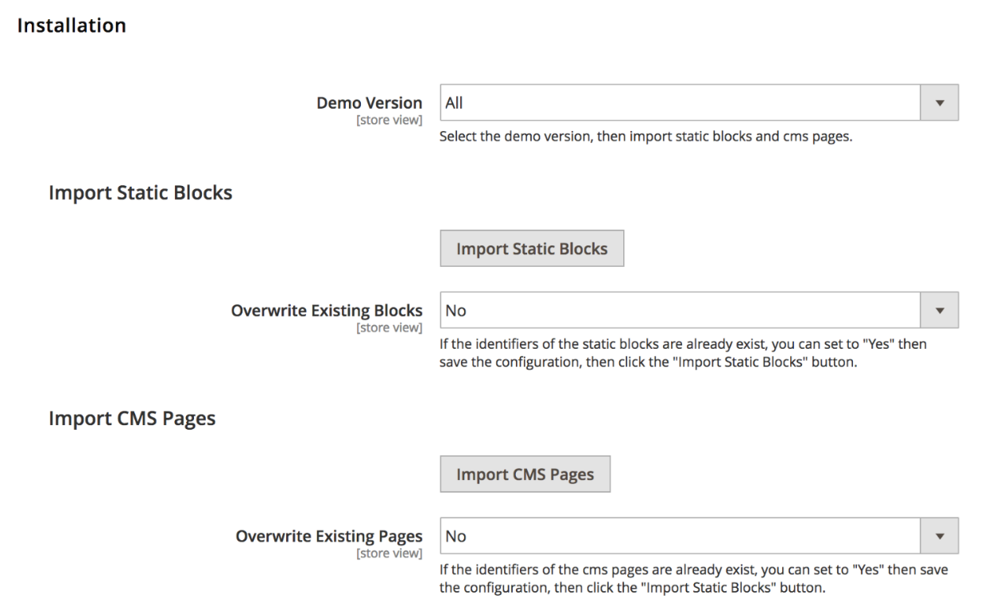 Installation
Demo Version
All
[store view]
Select the demo version, then import static blocks and cms pages.
Import Static Blocks
Import Static Blocks
Overwrite Existing Blocks
No
[store view]
If the identifiers of the static blocks are already exist, you can set to "Yes" then
save the configuration, then click the "Import Static Blocks" button.
Import CMS Pages
Import CMS Pages
Overwrite Existing Pages
No
[store view]
If the identifiers of the cms pages are already exist, you can set to "Yes" then save
the configuration, then click the "Import Static Blocks" button.